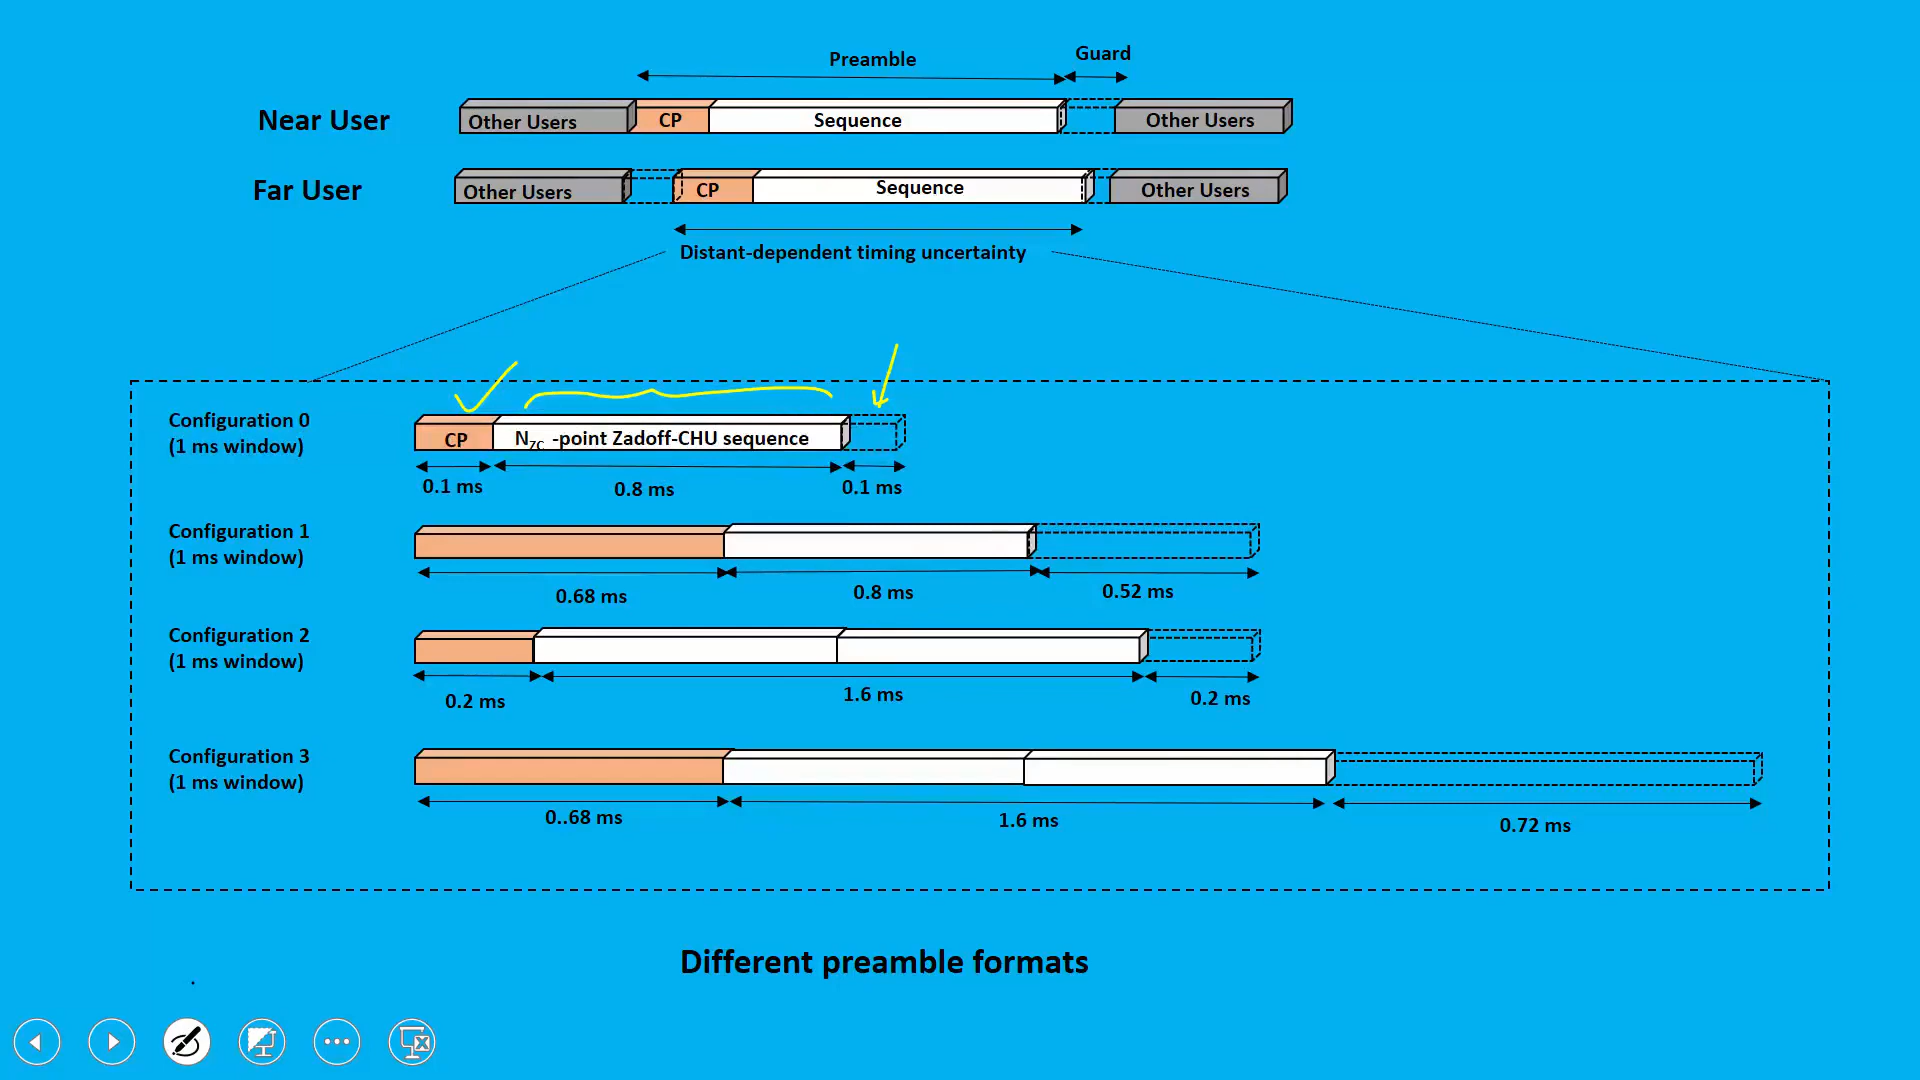 Preamble
Guard
Near User
Other Users
CP
Sequence
Other Users
Far User
Other Users
CP
Sequence
Other Users
Distant-dependent timing uncertainty
Configuration 0
(1 ms window)
CP
NZC -point Zadoff-CHU sequence
0.1 ms
0.8 ms
0.1 ms
Configuration 1
(1 ms window)
0.68 ms
0.8 ms
0.52 ms
Configuration 2
(1 ms window)
0.2 ms
1.6 ms
0.2 ms
Configuration 3
(1 ms window)
0..68 ms
1.6 ms
0.72 ms
Different preamble formats